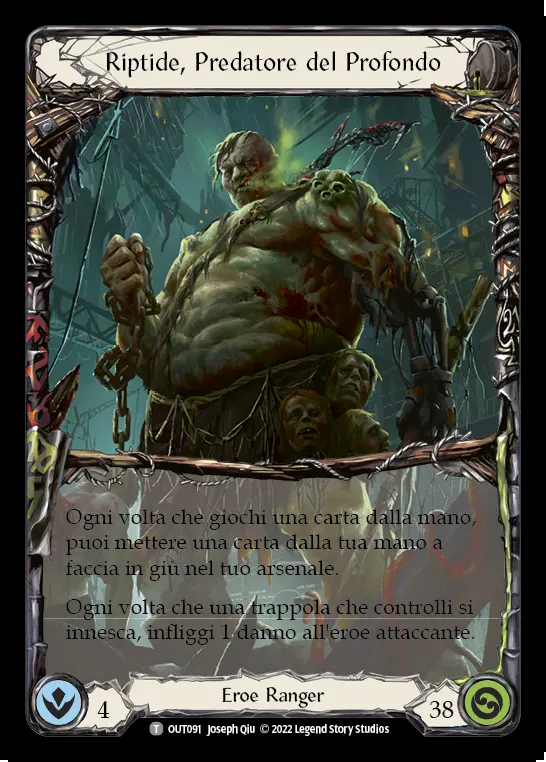 Riptide, Predatore del Profondo
Ogni volta che giochi una carta dalla mano,
puoi mettere una carta dalla tua mano a
faccia in giù nel tuo arsenale.
Ogni volta che una trappola che controlli si
innesca, infliggi 1 danno all'eroe attaccante.
4
Eroe Ranger
38
T OUT091 Joseph Qiu © 2022 Legend Story Studios